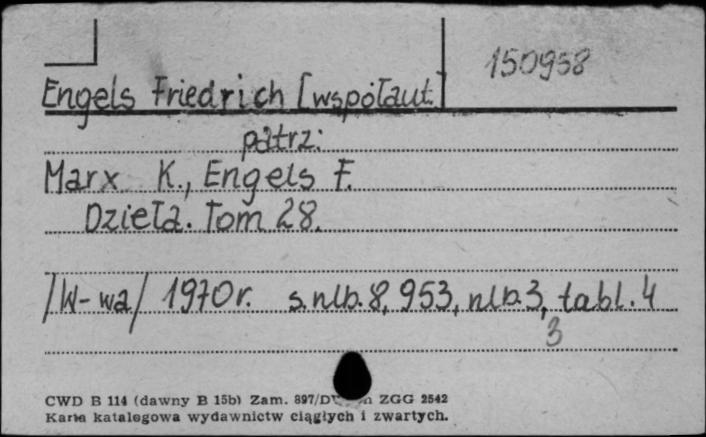 150958
Engels Friedrich [współaut.]
patrz:
Marx K., Engels F.
Dzieła. Tom 28.
/W-wa/ 1970r. s. nlb. 8, 953, nlb. 3, tabl. 4
3
CWD B 114 (dawny B 15b) Zam. 897/ ZGG 2542
Karta katalogowa wydawnictw ciągłych i zwartych.